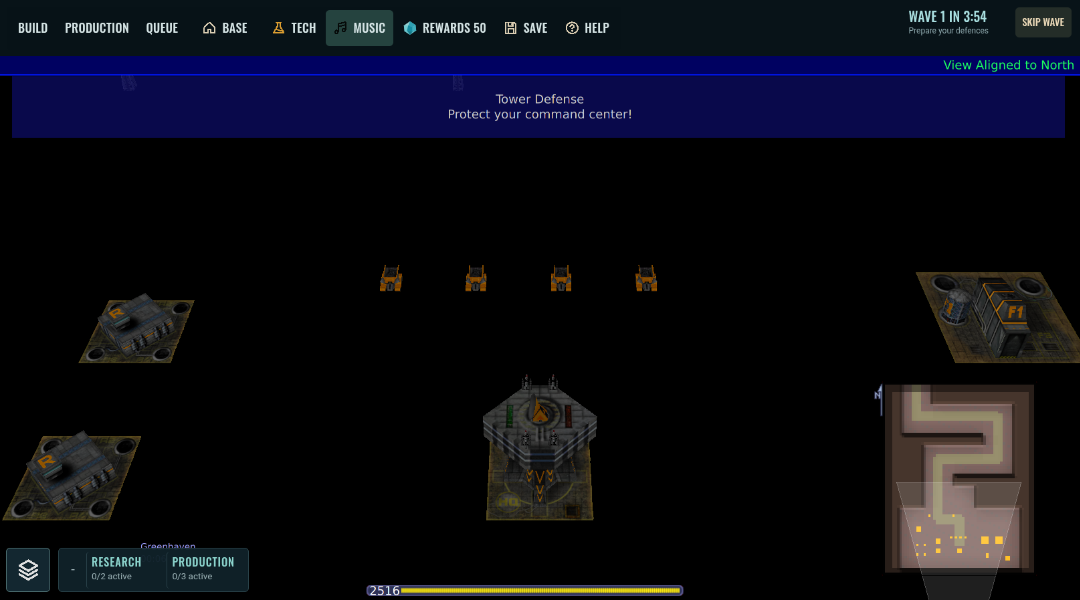 BUILD PRODUCTION QUEUE BASE TECH MUSIC REWARDS 50 SAVE HELP
WAVE 1 IN 3:54
Prepare your defences
SKIP WAVE
View Aligned to North
Tower Defense
Protect your command center!
R
F1
N
R
HQ
Greenhaven
-
RESEARCH
0/2 active
PRODUCTION
0/3 active
2516